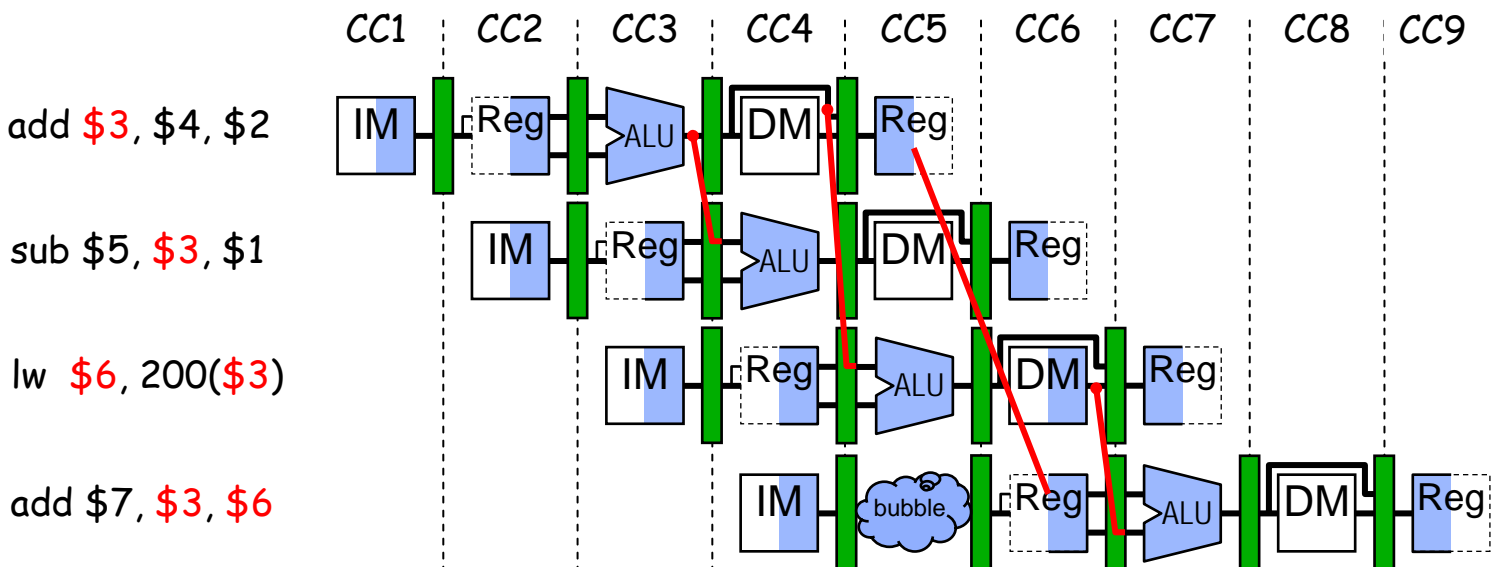 CC1 CC2 CC3 CC4 CC5 CC6 CC7 CC8 CC9
add $3, $4, $2 IM Reg ALU DM Reg
sub $5, $3, $1 IM Reg ALU DM Reg
lw $6, 200($3) IM Reg ALU DM Reg
add $7, $3, $6 IM bubble Reg ALU DM Reg